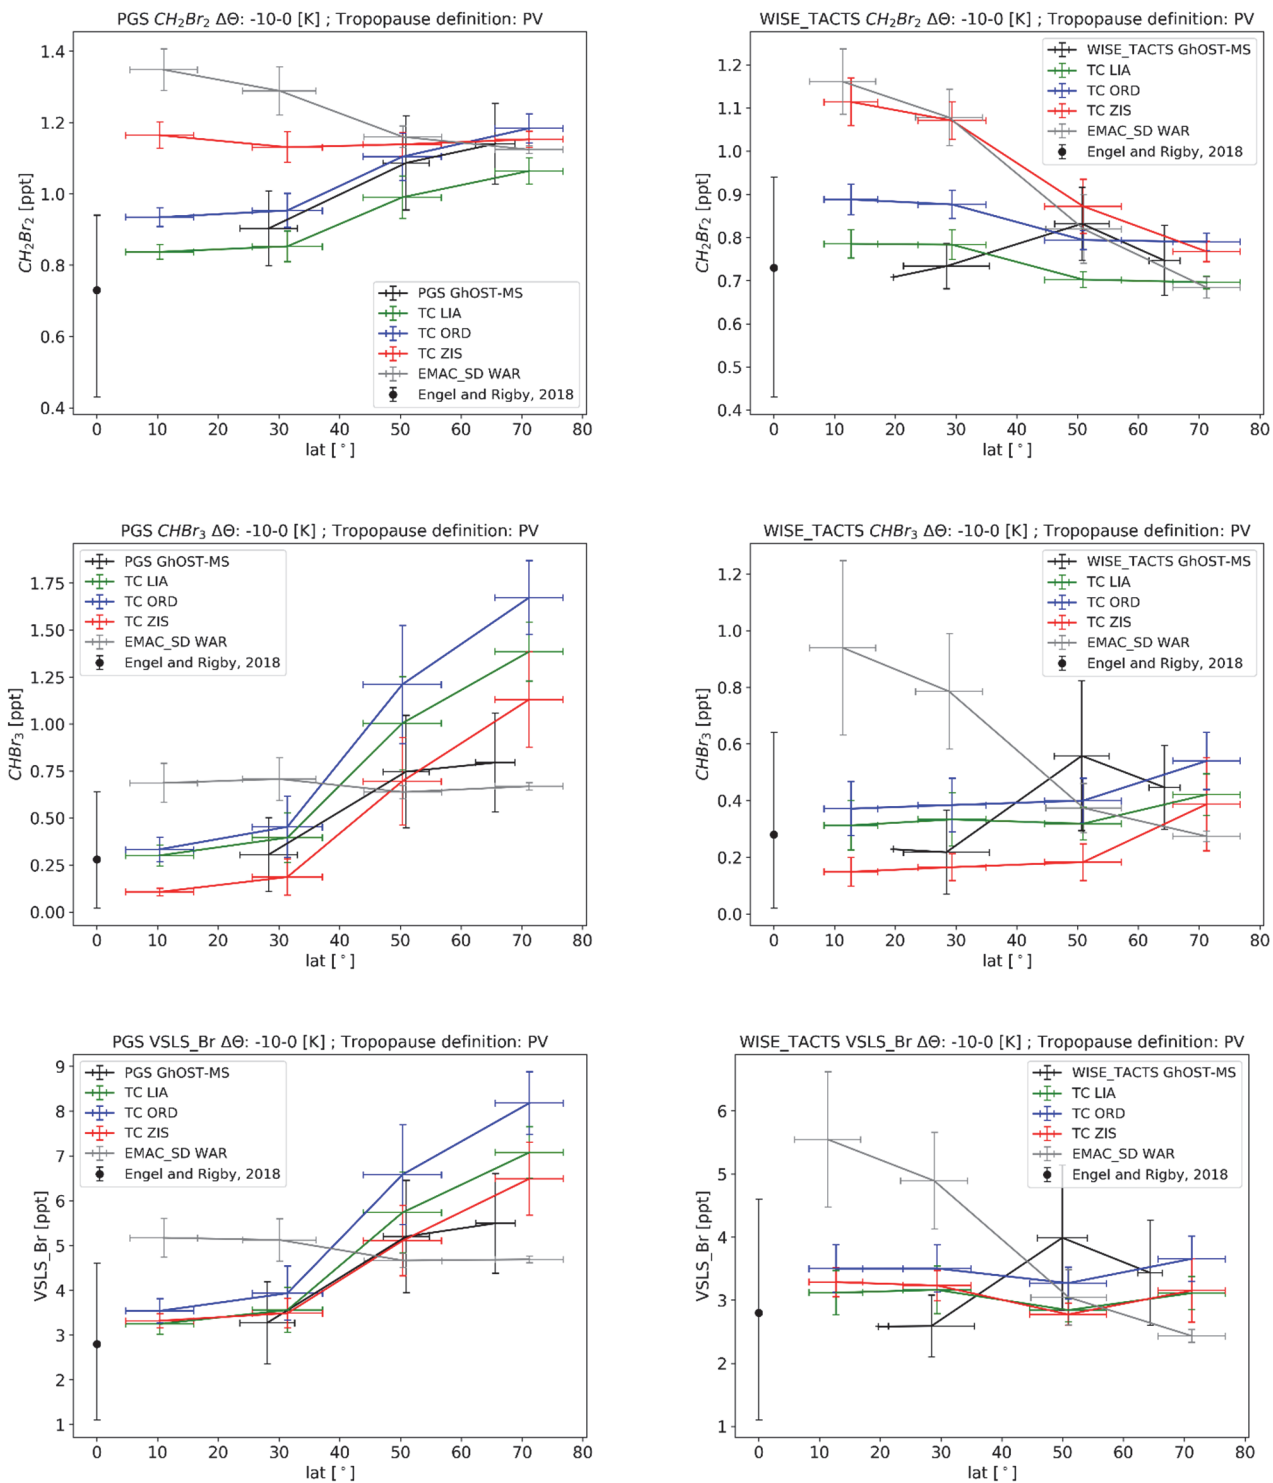 PGS CH₂Br₂ ΔΘ: -10-0 [K] ; Tropopause definition: PV
1.4
1.2
1.0
0.8
0.6
0.4
CH₂Br₂ [ppt]
PGS GhOST-MS
TC LIA
TC ORD
TC ZIS
EMAC_SD WAR
Engel and Rigby, 2018
0 10 20 30 40 50 60 70 80
lat [°]
WISE_TACTS CH₂Br₂ ΔΘ: -10-0 [K] ; Tropopause definition: PV
1.2
1.1
1.0
0.9
0.8
0.7
0.6
0.5
0.4
CH₂Br₂ [ppt]
WISE_TACTS GhOST-MS
TC LIA
TC ORD
TC ZIS
EMAC_SD WAR
Engel and Rigby, 2018
0 10 20 30 40 50 60 70 80
lat [°]
PGS CHBr₃ ΔΘ: -10-0 [K] ; Tropopause definition: PV
1.75
1.50
1.25
1.00
0.75
0.50
0.25
0.00
CHBr₃ [ppt]
PGS GhOST-MS
TC LIA
TC ORD
TC ZIS
EMAC_SD WAR
Engel and Rigby, 2018
0 10 20 30 40 50 60 70 80
lat [°]
WISE_TACTS CHBr₃ ΔΘ: -10-0 [K] ; Tropopause definition: PV
1.2
1.0
0.8
0.6
0.4
0.2
0.0
CHBr₃ [ppt]
WISE_TACTS GhOST-MS
TC LIA
TC ORD
TC ZIS
EMAC_SD WAR
Engel and Rigby, 2018
0 10 20 30 40 50 60 70 80
lat [°]
PGS VSLS_Br ΔΘ: -10-0 [K] ; Tropopause definition: PV
9
8
7
6
5
4
3
2
1
VSLS_Br [ppt]
PGS GhOST-MS
TC LIA
TC ORD
TC ZIS
EMAC_SD WAR
Engel and Rigby, 2018
0 10 20 30 40 50 60 70 80
lat [°]
WISE_TACTS VSLS_Br ΔΘ: -10-0 [K] ; Tropopause definition: PV
6
5
4
3
2
1
VSLS_Br [ppt]
WISE_TACTS GhOST-MS
TC LIA
TC ORD
TC ZIS
EMAC_SD WAR
Engel and Rigby, 2018
0 10 20 30 40 50 60 70 80
lat [°]